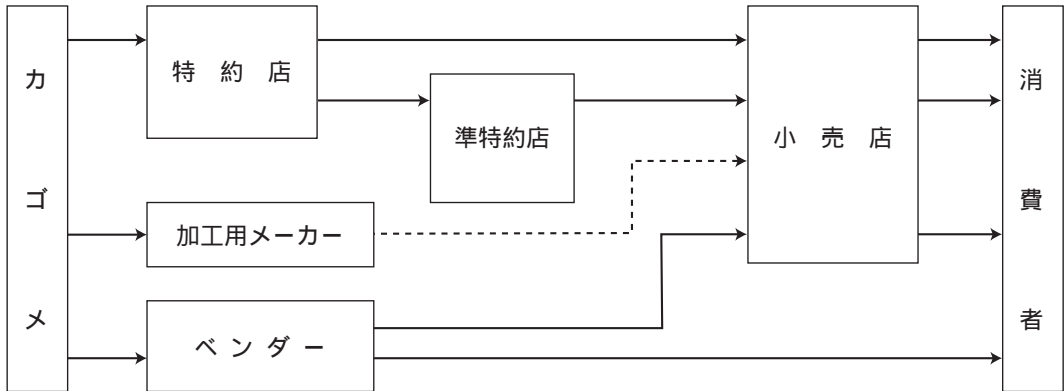 カゴメ
特約店
準特約店
加工用メーカー
ベンダー
小売店
消費者